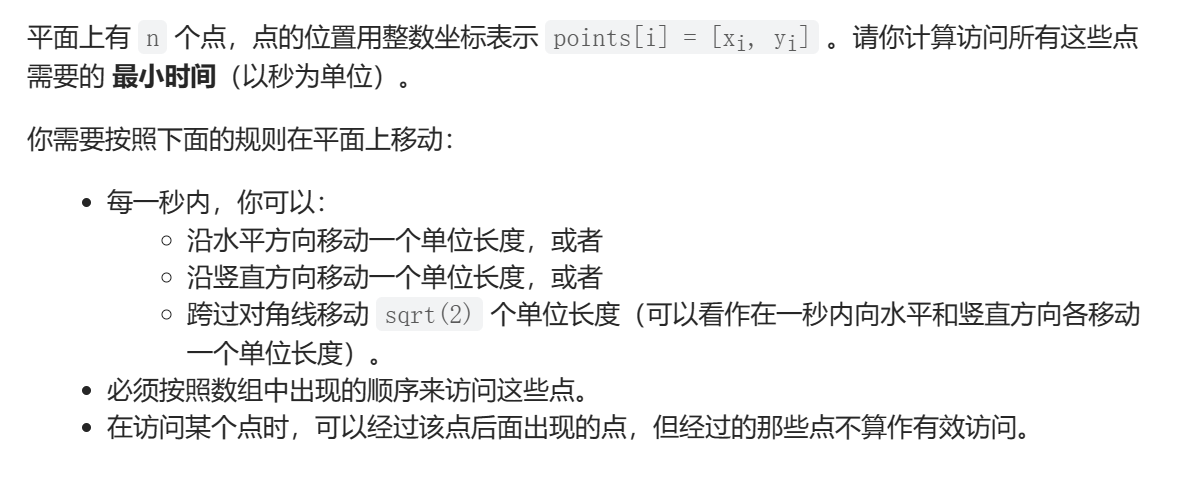 平面上有 n 个点，点的位置用整数坐标表示 points[i] = [xi, yi] 。请你计算访问所有这些点
需要的 最小时间（以秒为单位）。
你需要按照下面的规则在平面上移动：
每一秒内，你可以：
沿水平方向移动一个单位长度，或者
沿竖直方向移动一个单位长度，或者
跨过对角线移动 sqrt(2) 个单位长度（可以看作在一秒内向水平和竖直方向各移动
一个单位长度）。
必须按照数组中出现的顺序来访问这些点。
在访问某个点时，可以经过该点后面出现的点，但经过的那些点不算作有效访问。